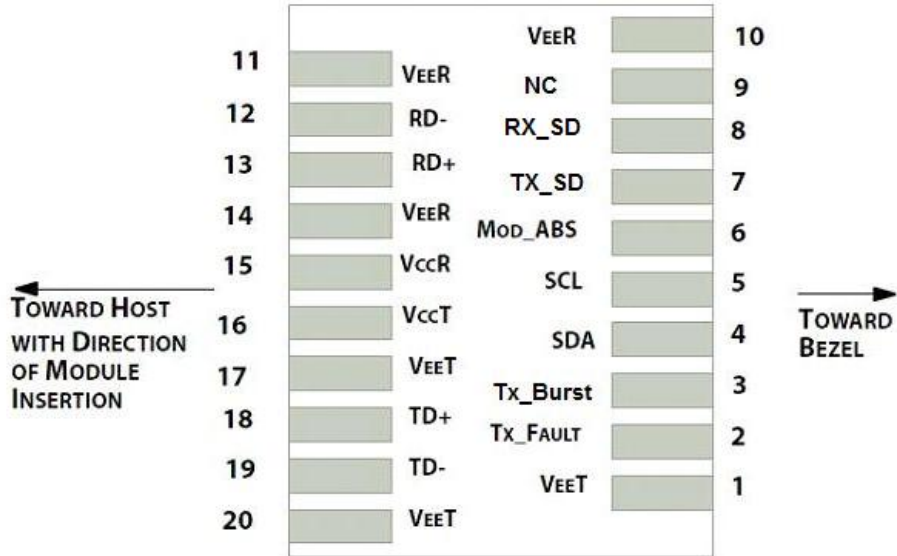 VEER 10
11 VEER
NC 9
12 RD-
RX_SD 8
13 RD+
TX_SD 7
14 VEER
MOD_ABS 6
15 VCCR
SCL 5
TOWARD HOST
WITH DIRECTION
OF MODULE
INSERTION
TOWARD
BEZEL
16 VCCT
SDA 4
17 VEET
Tx_Burst 3
18 TD+
TX_FAULT 2
19 TD-
VEET 1
20 VEET